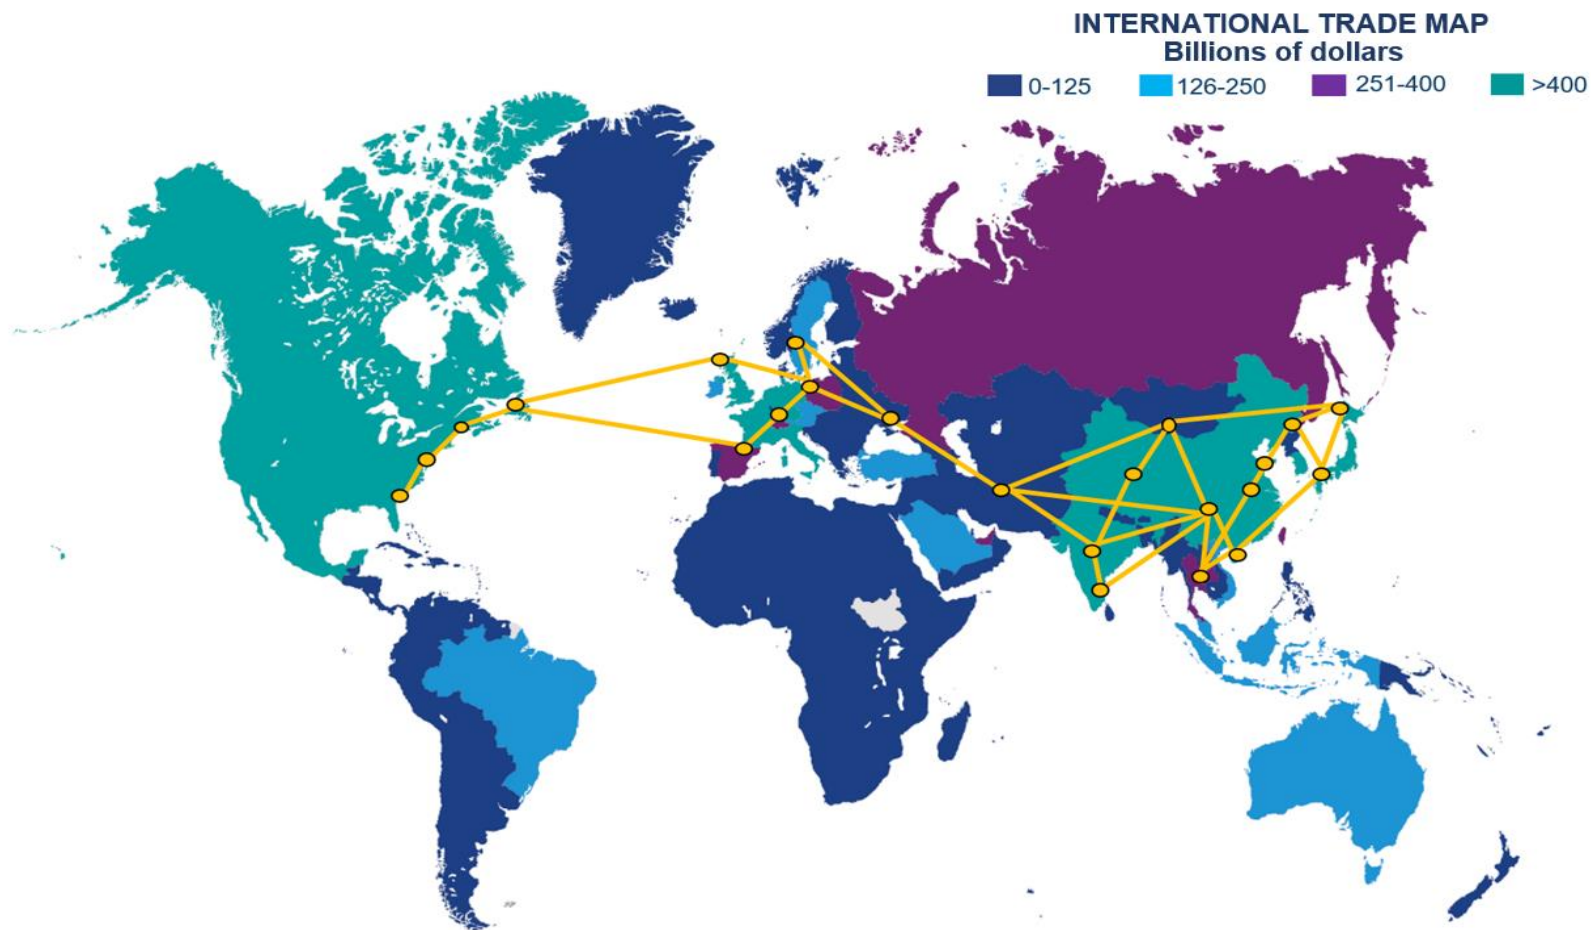 INTERNATIONAL TRADE MAP
Billions of dollars
0-125 126-250 251-400 >400